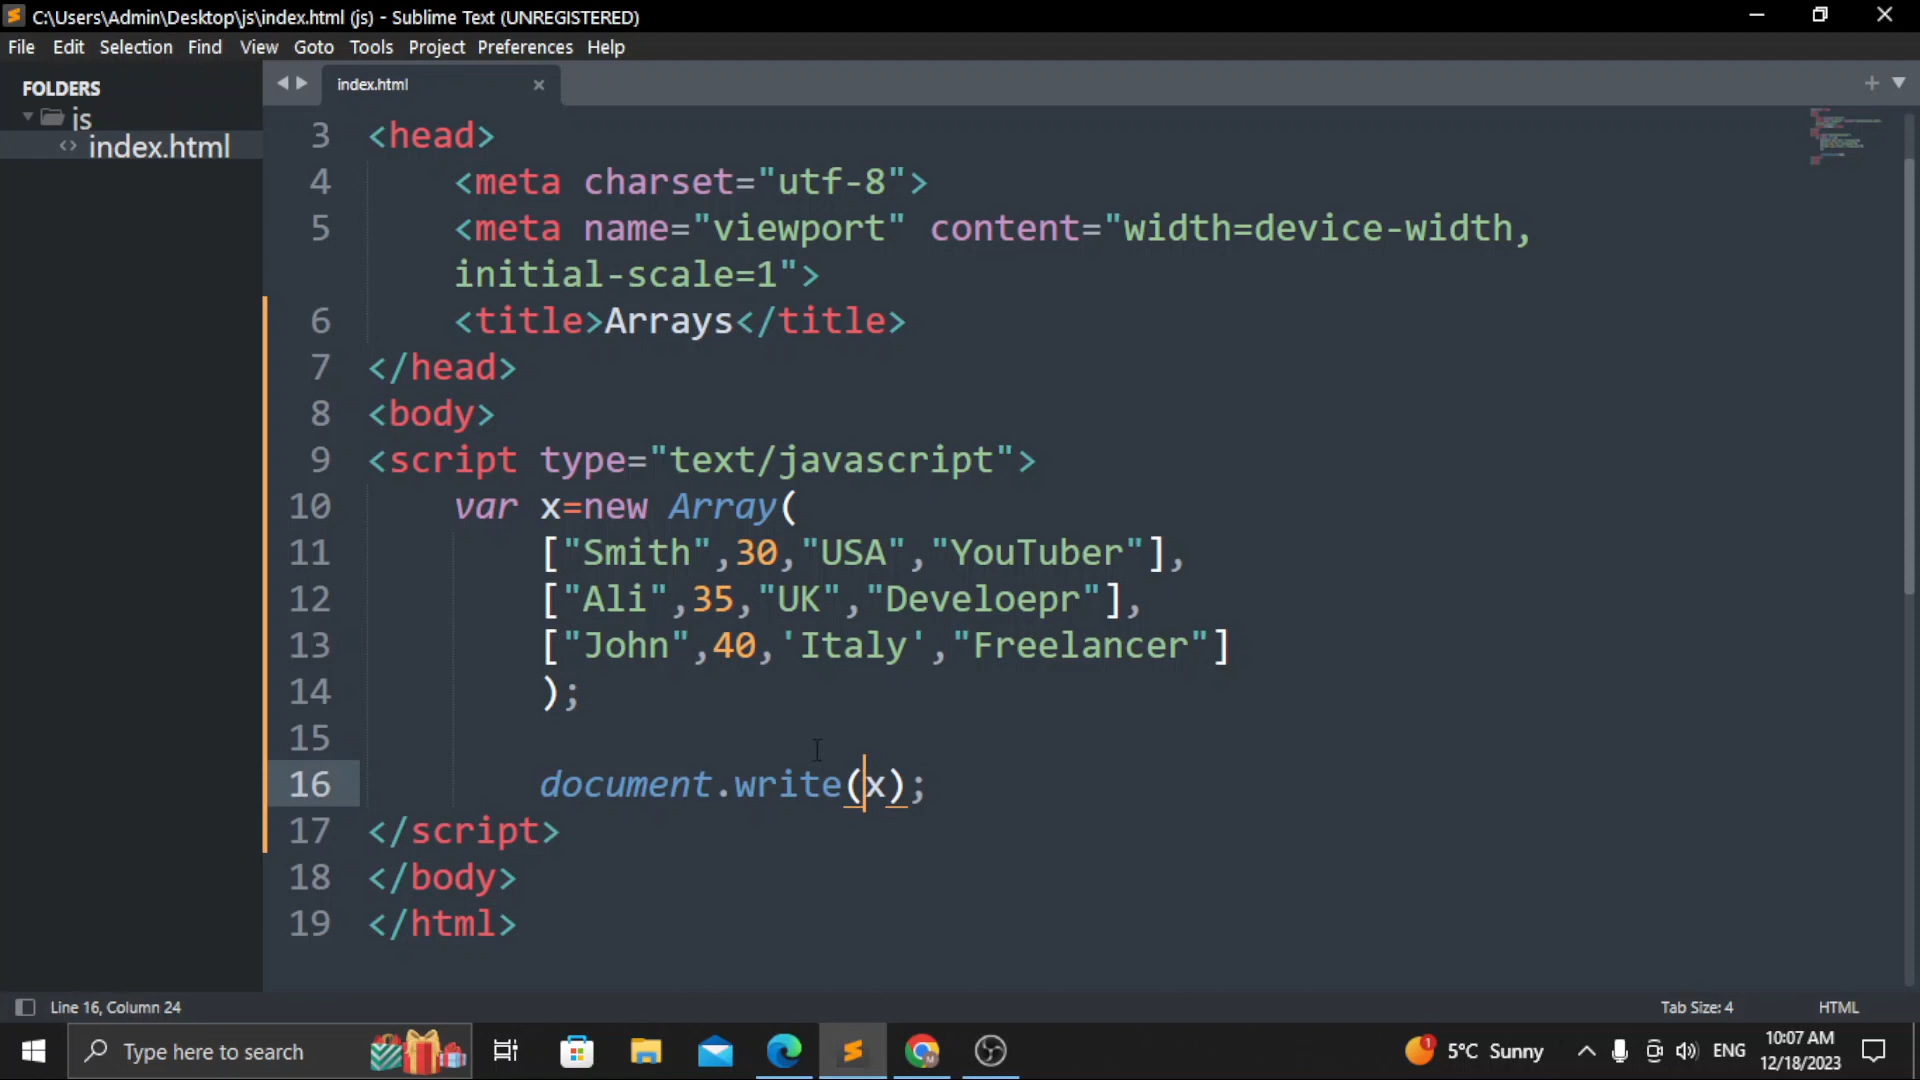 C:\Users\Admin\Desktop\js\index.html (js) - Sublime Text (UNREGISTERED)
File Edit Selection Find View Goto Tools Project Preferences Help
FOLDERS
js
index.html
index.html
3 <head>
4 <meta charset="utf-8">
5 <meta name="viewport" content="width=device-width,
initial-scale=1">
6 <title>Arrays</title>
7 </head>
8 <body>
9 <script type="text/javascript">
10 var x=new Array(
11 ["Smith",30,"USA","YouTuber"],
12 ["Ali",35,"UK","Develoepr"],
13 ["John",40,'Italy',"Freelancer"]
14 );
15
16 document.write(x);
17 </script>
18 </body>
19 </html>
Line 16, Column 24
Tab Size: 4
HTML
Type here to search
1
M
5°C Sunny
ENG
10:07 AM
12/18/2023